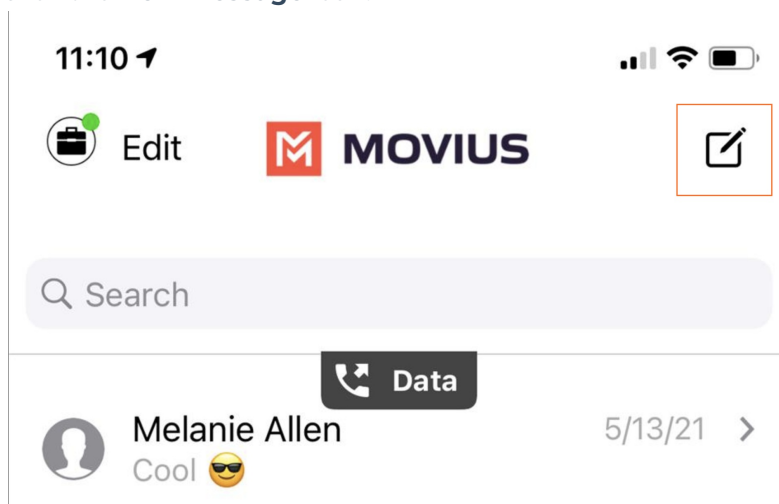 11:10
Edit
MOVIUS
Search
Data
Melanie Allen
5/13/21
Cool 😎